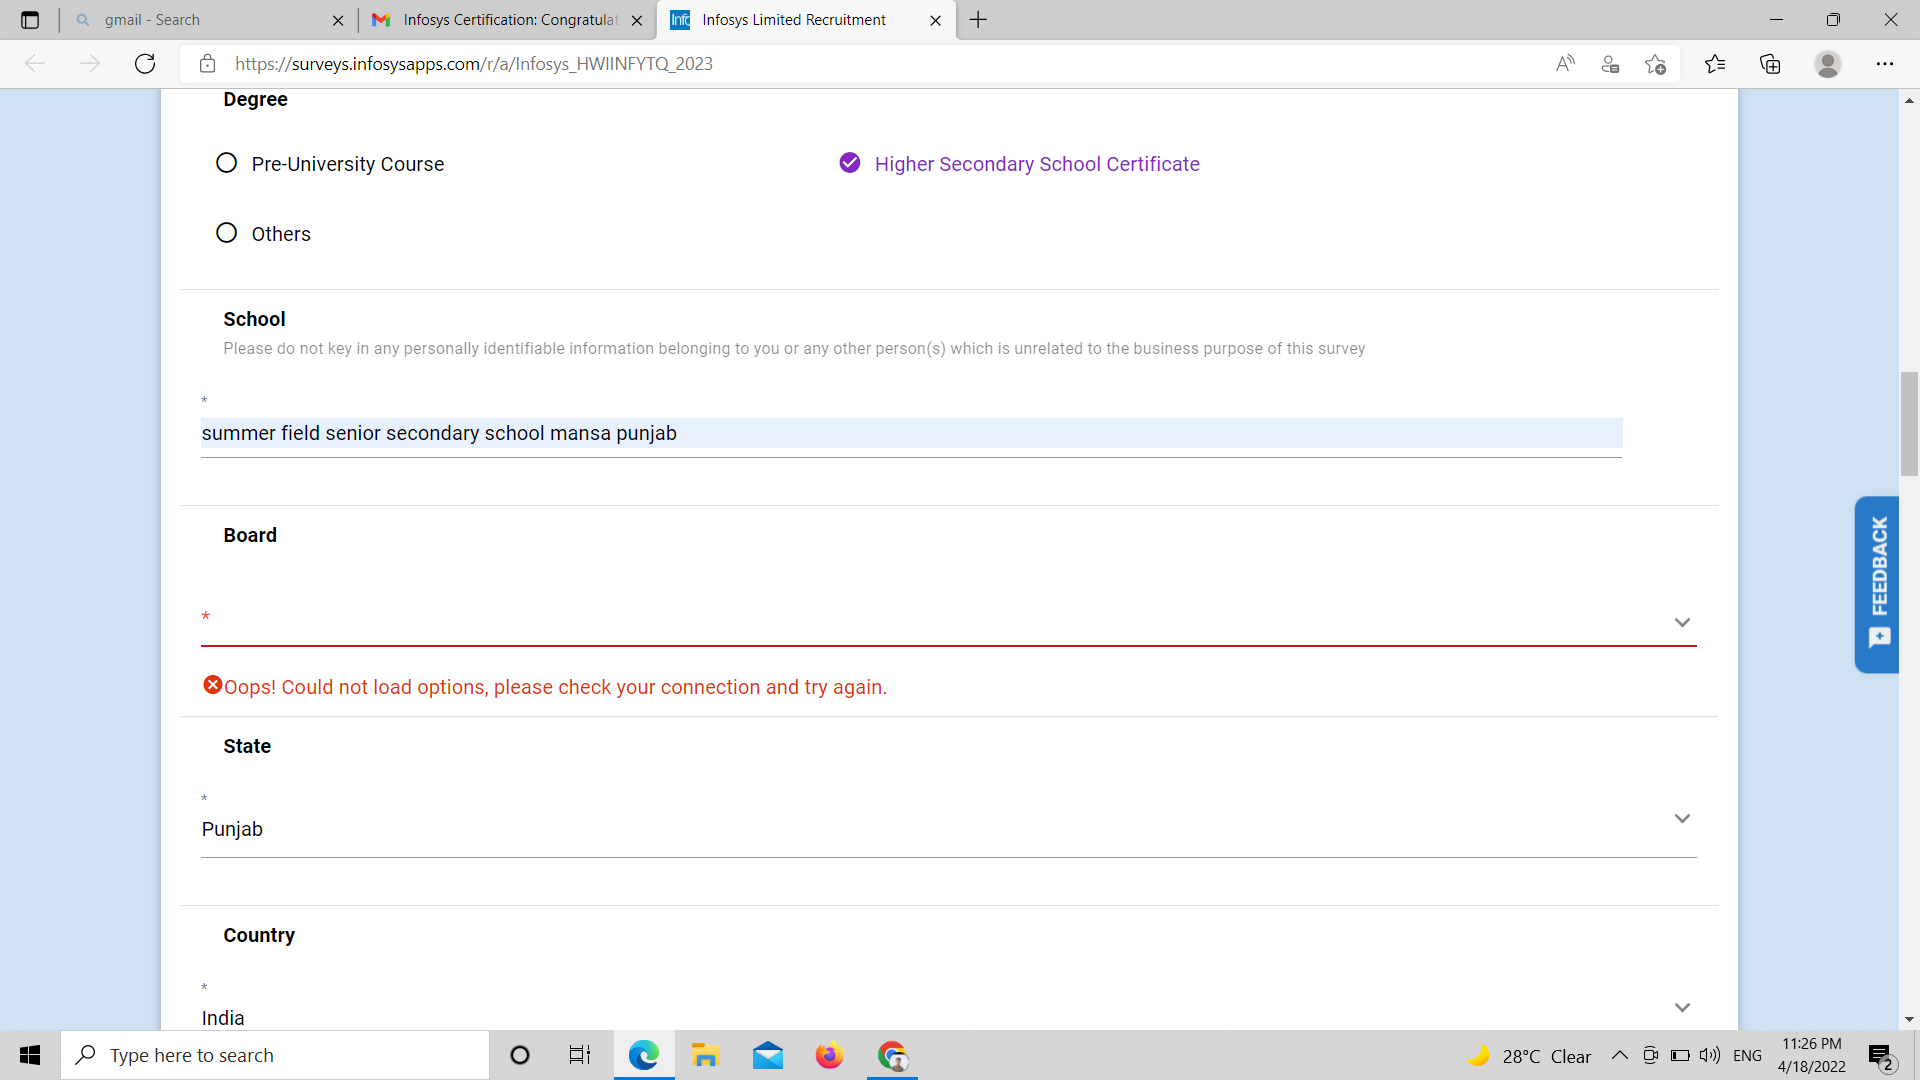 gmail - Search
Infosys Certification: Congratulat
Infosys Limited Recruitment
https://surveys.infosysapps.com/r/a/Infosys_HWIINFYTQ_2023
Degree
Pre-University Course
Higher Secondary School Certificate
Others
School
Please do not key in any personally identifiable information belonging to you or any other person(s) which is unrelated to the business purpose of this survey
*
summer field senior secondary school mansa punjab
Board
*
Oops! Could not load options, please check your connection and try again.
State
*
Punjab
Country
*
India
FEEDBACK
Type here to search
28°C Clear
ENG
11:26 PM
4/18/2022
2